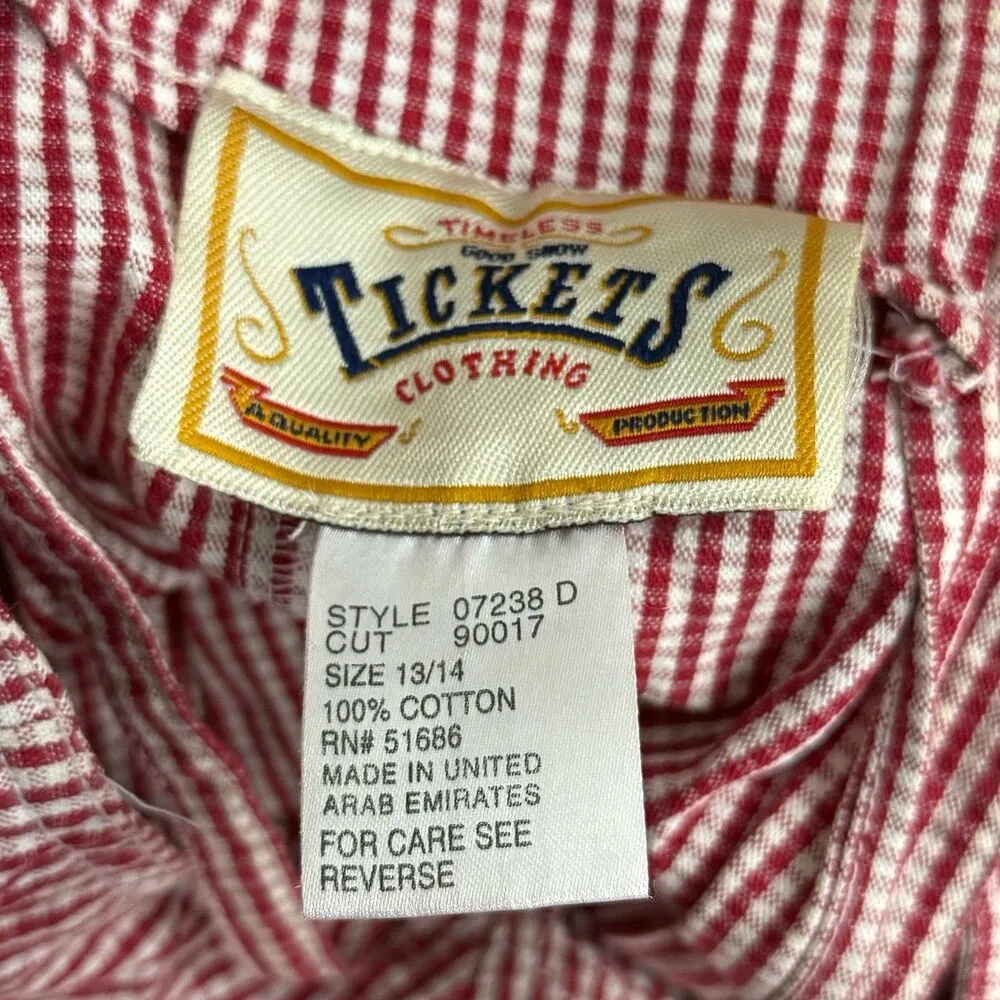 TIMELESS
GOOD SHOW
TICKETS
CLOTHING
A QUALITY
PRODUCTION
STYLE 07238 D
CUT 90017
SIZE 13/14
100% COTTON
RN# 51686
MADE IN UNITED
ARAB EMIRATES
FOR CARE SEE
REVERSE